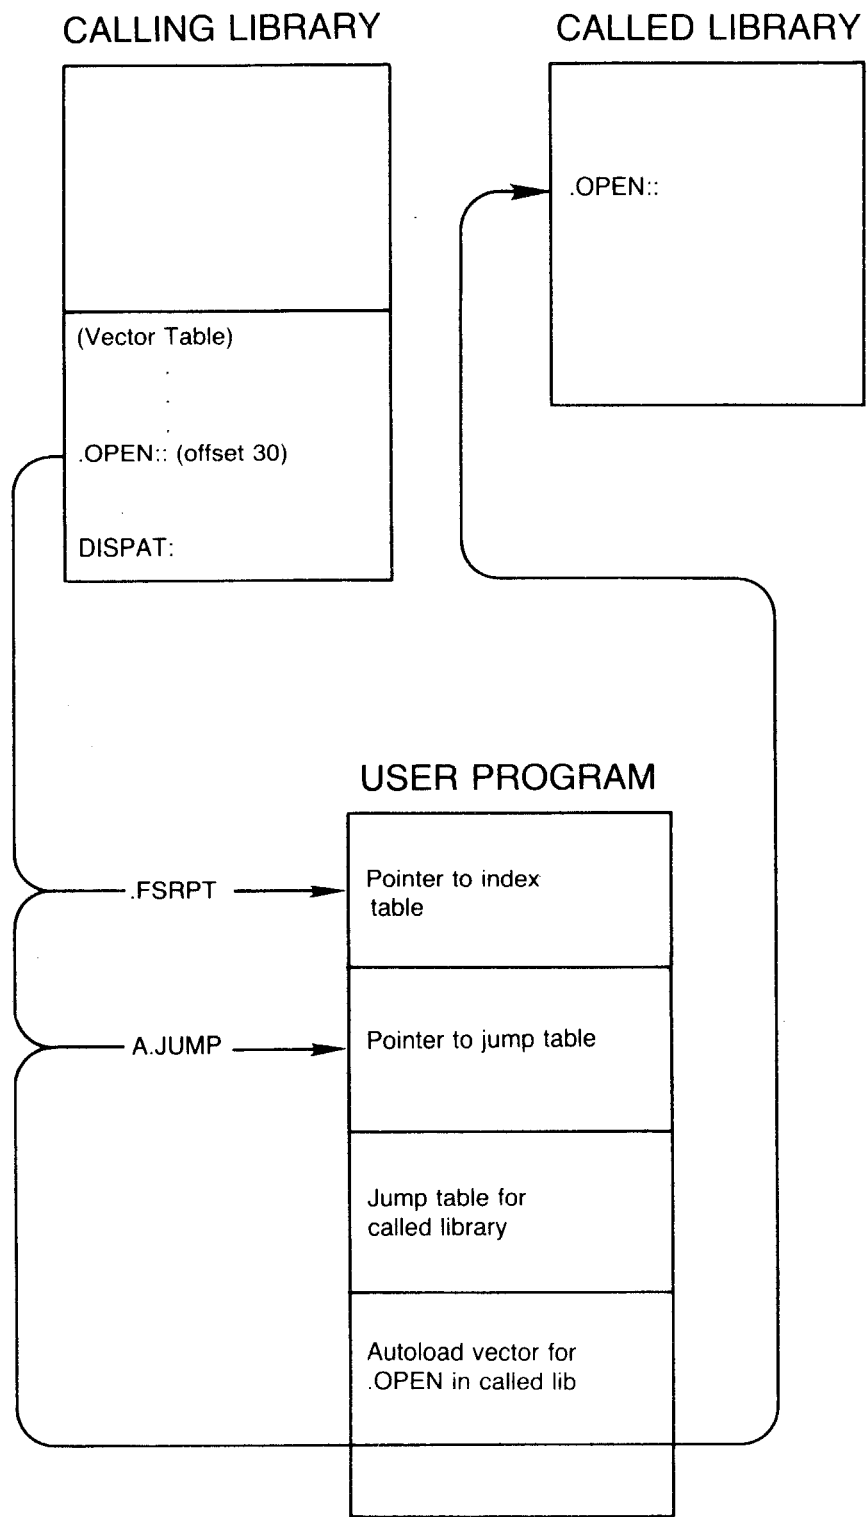 CALLING LIBRARY
CALLED LIBRARY
.OPEN::
(Vector Table)
.
.
.
.OPEN:: (offset 30)
DISPAT:
USER PROGRAM
.FSRPT
Pointer to index
table
A.JUMP
Pointer to jump table
Jump table for
called library
Autoload vector for
.OPEN in called lib